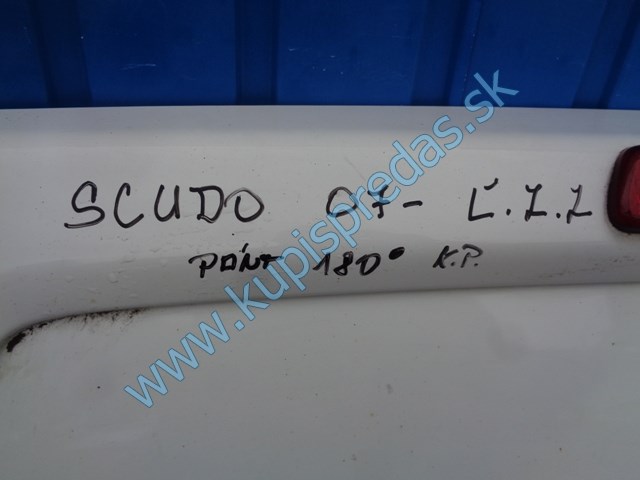 SCUDO 07- Ľ.Z.Z
PÁNT 180° K.P.
www.kupispredas.sk